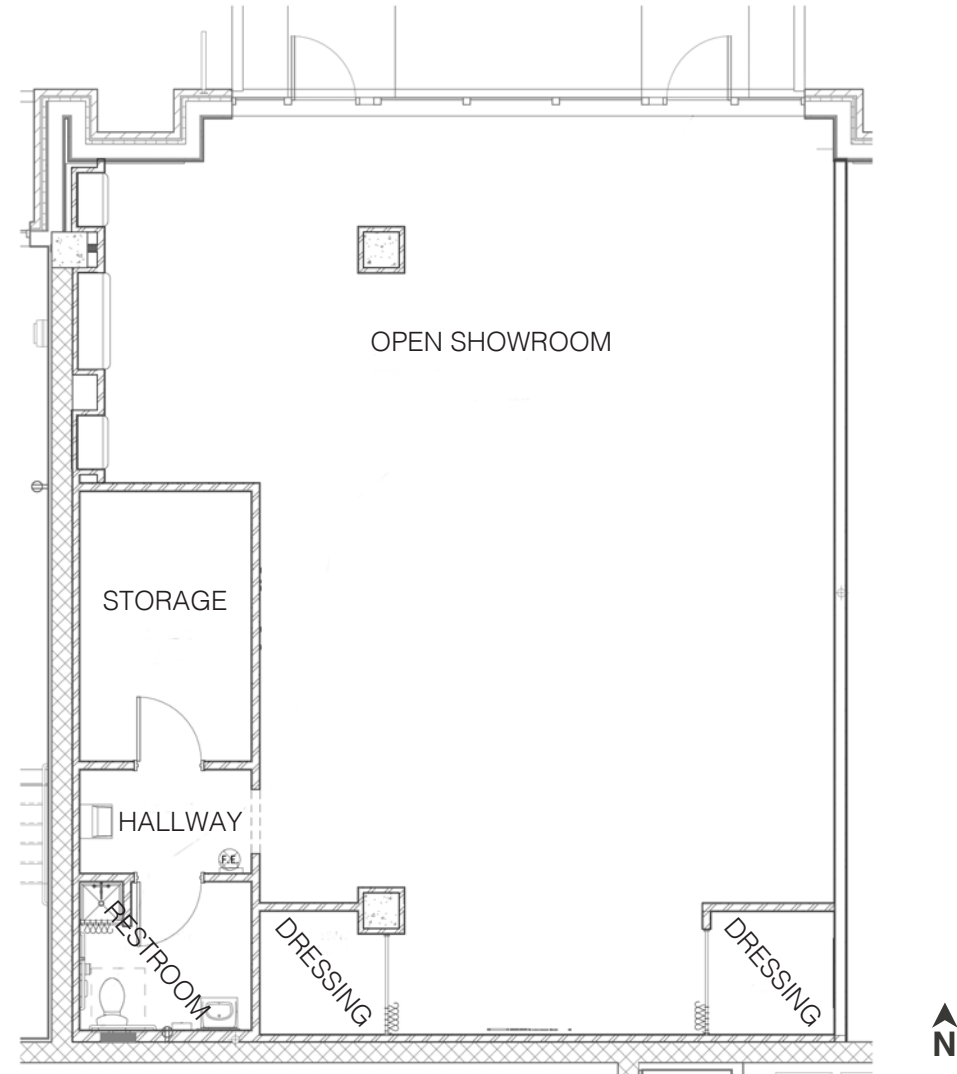 OPEN SHOWROOM
STORAGE
HALLWAY
F.E.
RESTROOM
DRESSING
DRESSING
N